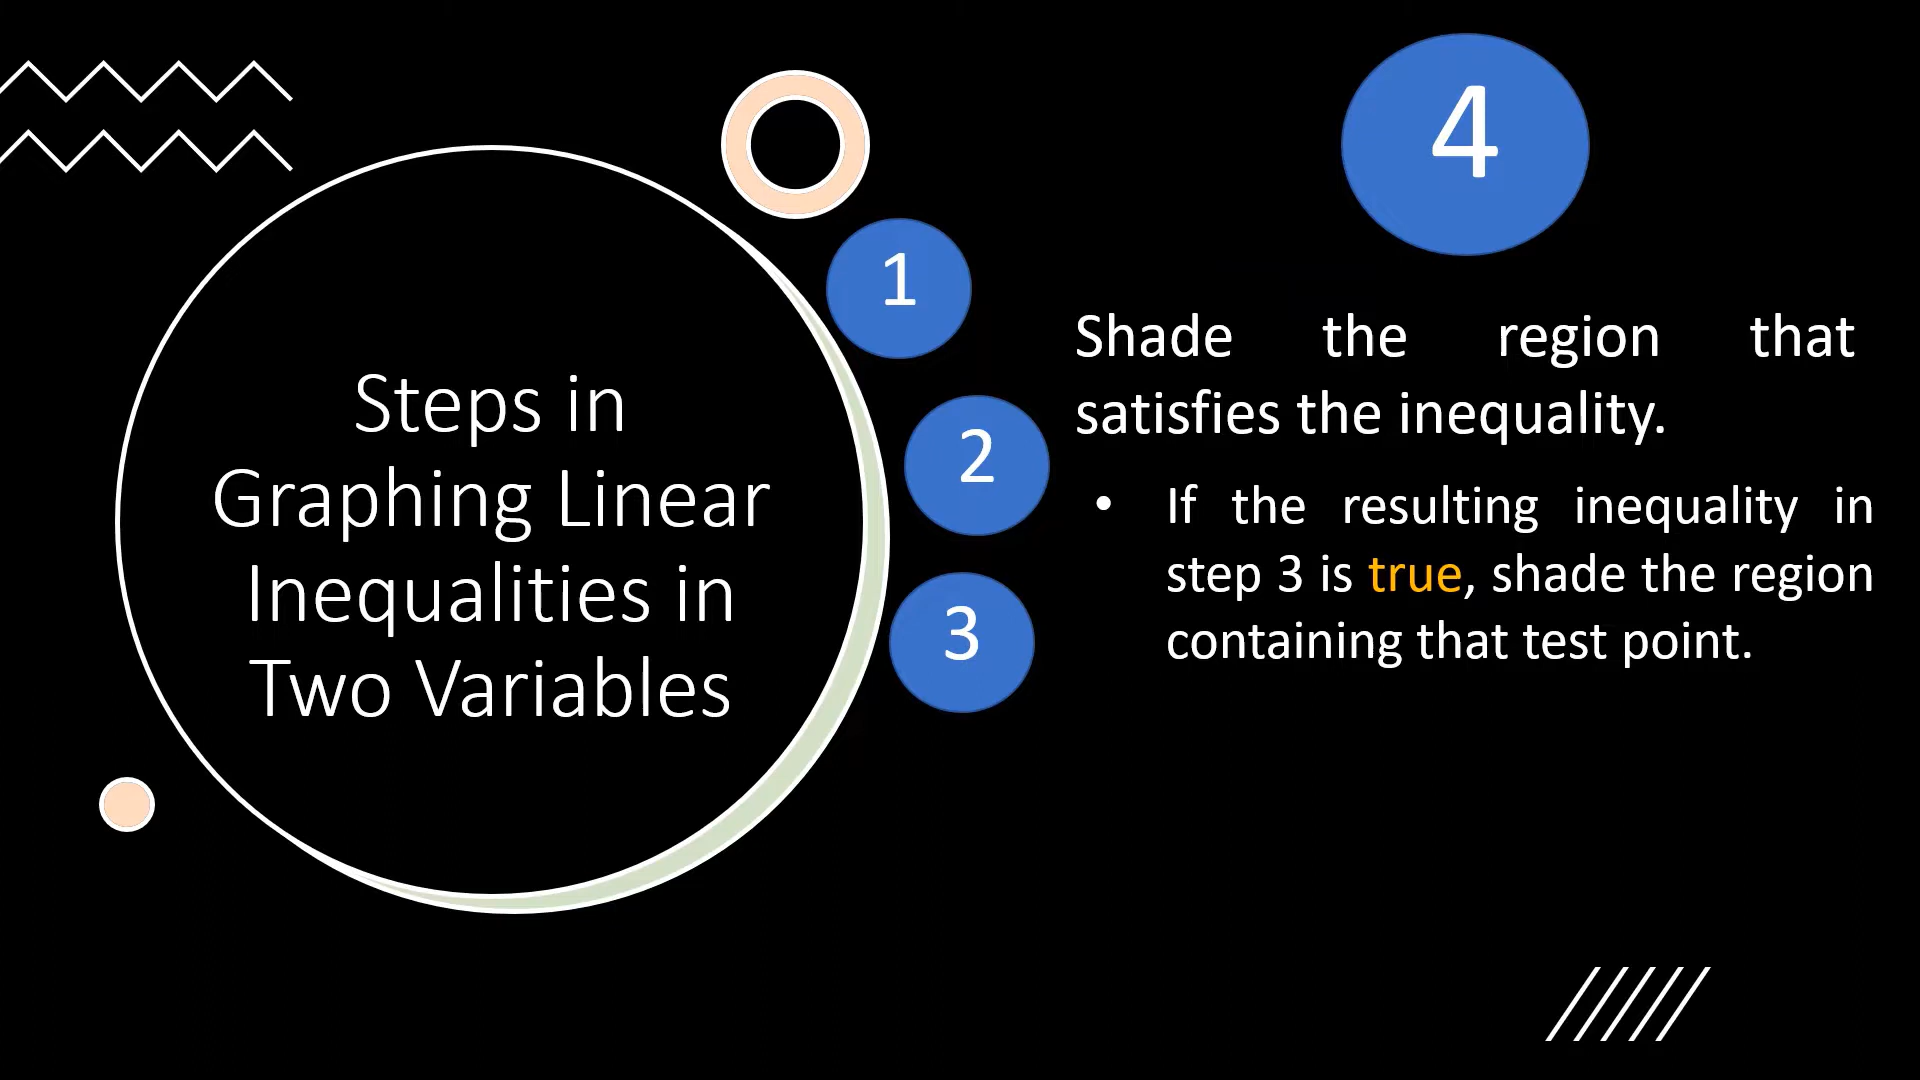 Steps in
Graphing Linear
Inequalities in
Two Variables
1
2
3
4
Shade the region that
satisfies the inequality.
• If the resulting inequality in
step 3 is true, shade the region
containing that test point.